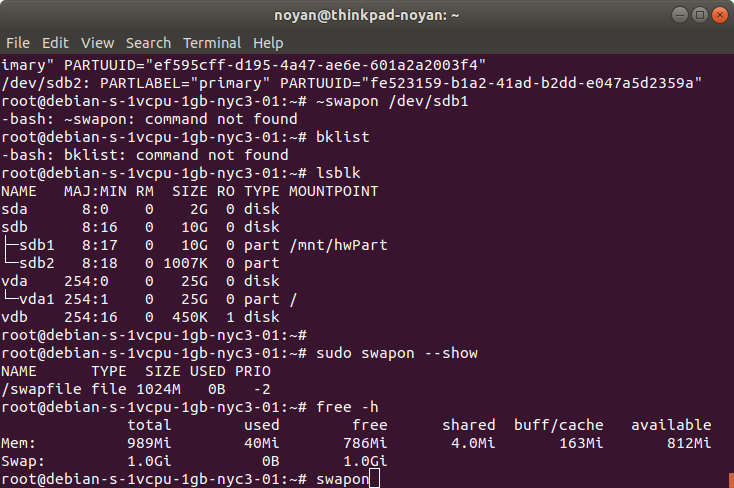 noyan@thinkpad-noyan: ~
File Edit View Search Terminal Help
imary" PARTUUID="ef595cff-d195-4a47-ae6e-601a2a2003f4"
/dev/sdb2: PARTLABEL="primary" PARTUUID="fe523159-b1a2-41ad-b2dd-e047a5d2359a"
root@debian-s-1vcpu-1gb-nyc3-01:~# ~swapon /dev/sdb1
-bash: ~swapon: command not found
root@debian-s-1vcpu-1gb-nyc3-01:~# bklist
-bash: bklist: command not found
root@debian-s-1vcpu-1gb-nyc3-01:~# lsblk
NAME   MAJ:MIN RM  SIZE RO TYPE MOUNTPOINT
sda      8:0    0    2G  0 disk
sdb      8:16   0   10G  0 disk
├─sdb1   8:17   0   10G  0 part /mnt/hwPart
└─sdb2   8:18   0 1007K  0 part
vda    254:0    0   25G  0 disk
└─vda1 254:1    0   25G  0 part /
vdb    254:16   0  450K  1 disk
root@debian-s-1vcpu-1gb-nyc3-01:~#
root@debian-s-1vcpu-1gb-nyc3-01:~# sudo swapon --show
NAME      TYPE  SIZE USED PRIO
/swapfile file 1024M   0B   -2
root@debian-s-1vcpu-1gb-nyc3-01:~# free -h
              total        used        free      shared  buff/cache   available
Mem:          989Mi        40Mi       786Mi       4.0Mi       163Mi       812Mi
Swap:         1.0Gi          0B       1.0Gi
root@debian-s-1vcpu-1gb-nyc3-01:~# swapon